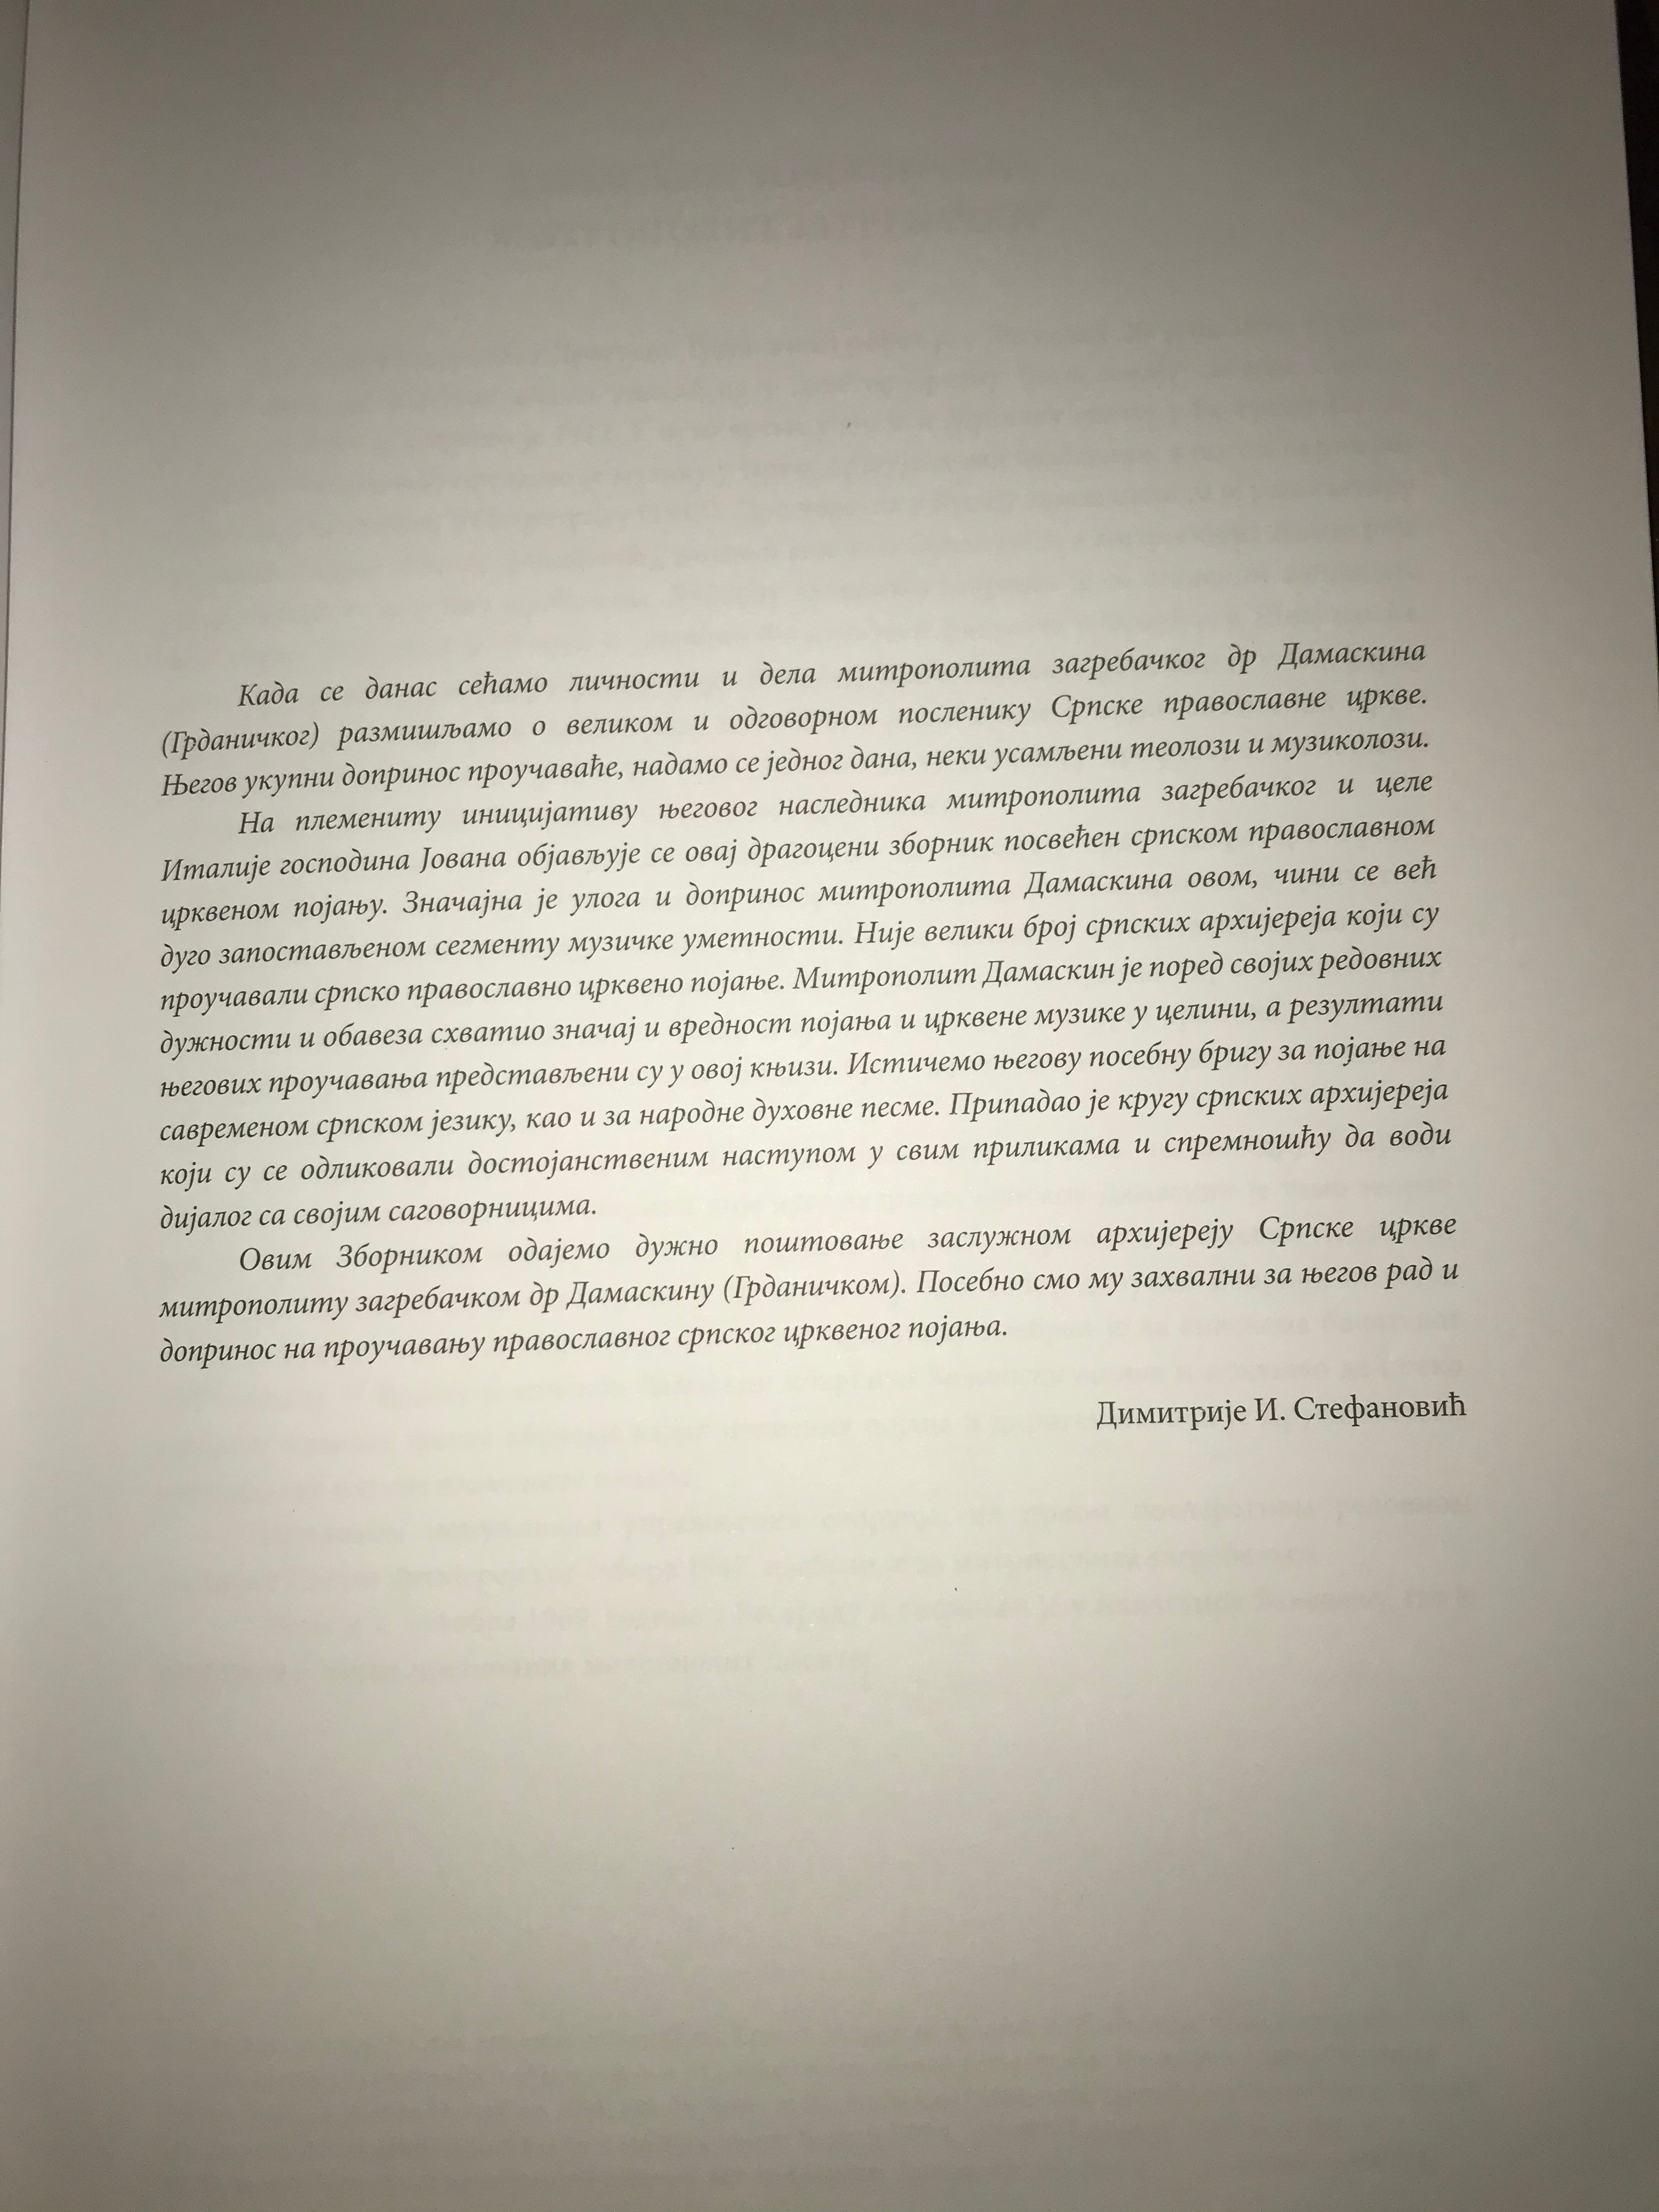 Када се данас сећамо личности и дела митрополита загребачког др Дамаскина
(Грданичког) размишљамо о великом и одговорном посленику Српске православне цркве.
Његов укупни допринос проучаваће, надамо се једног дана, неки усамљени теолози и музиколози.
На племениту иницијативу његовог наследника митрополита загребачког и целе
Италије господина Јована објављује се овај драгоцени зборник посвећен српском православном
црквеном појању. Значајна је улога и допринос митрополита Дамаскина овом, чини се већ
дуго запостављеном сегменту музичке уметности. Није велики број српских архијереја који су
проучавали српско православно црквено појање. Митрополит Дамаскин је поред својих редовних
дужности и обавеза схватио значај и вредност појања и црквене музике у целини, а резултати
његових проучавања представљени су у овој књизи. Истичемо његову посебну бригу за појање на
савременом српском језику, као и за народне духовне песме. Припадао је кругу српских архијереја
који су се одликовали достојанственим наступом у свим приликама и спремношћу да води
дијалог са својим саговорницима.
Овим Зборником одајемо дужно поштовање заслужном архијереју Српске цркве
митрополиту загребачком др Дамаскину (Грданичком). Посебно смо му захвални за његов рад и
допринос на проучавању православног српског црквеног појања.
Димитрије И. Стефановић